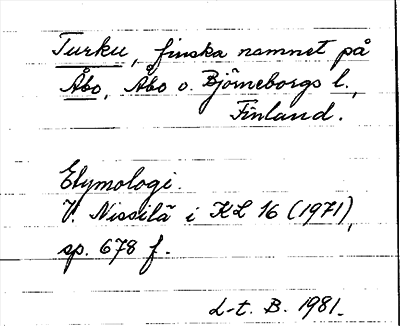 Turku, finska namnet på
Åbo, Åbo o. Björneborgs l.,
Finland.
Etymologi.
V. Nissilä i KL 16 (1971),
sp. 678 f.
L-t. B. 1981.